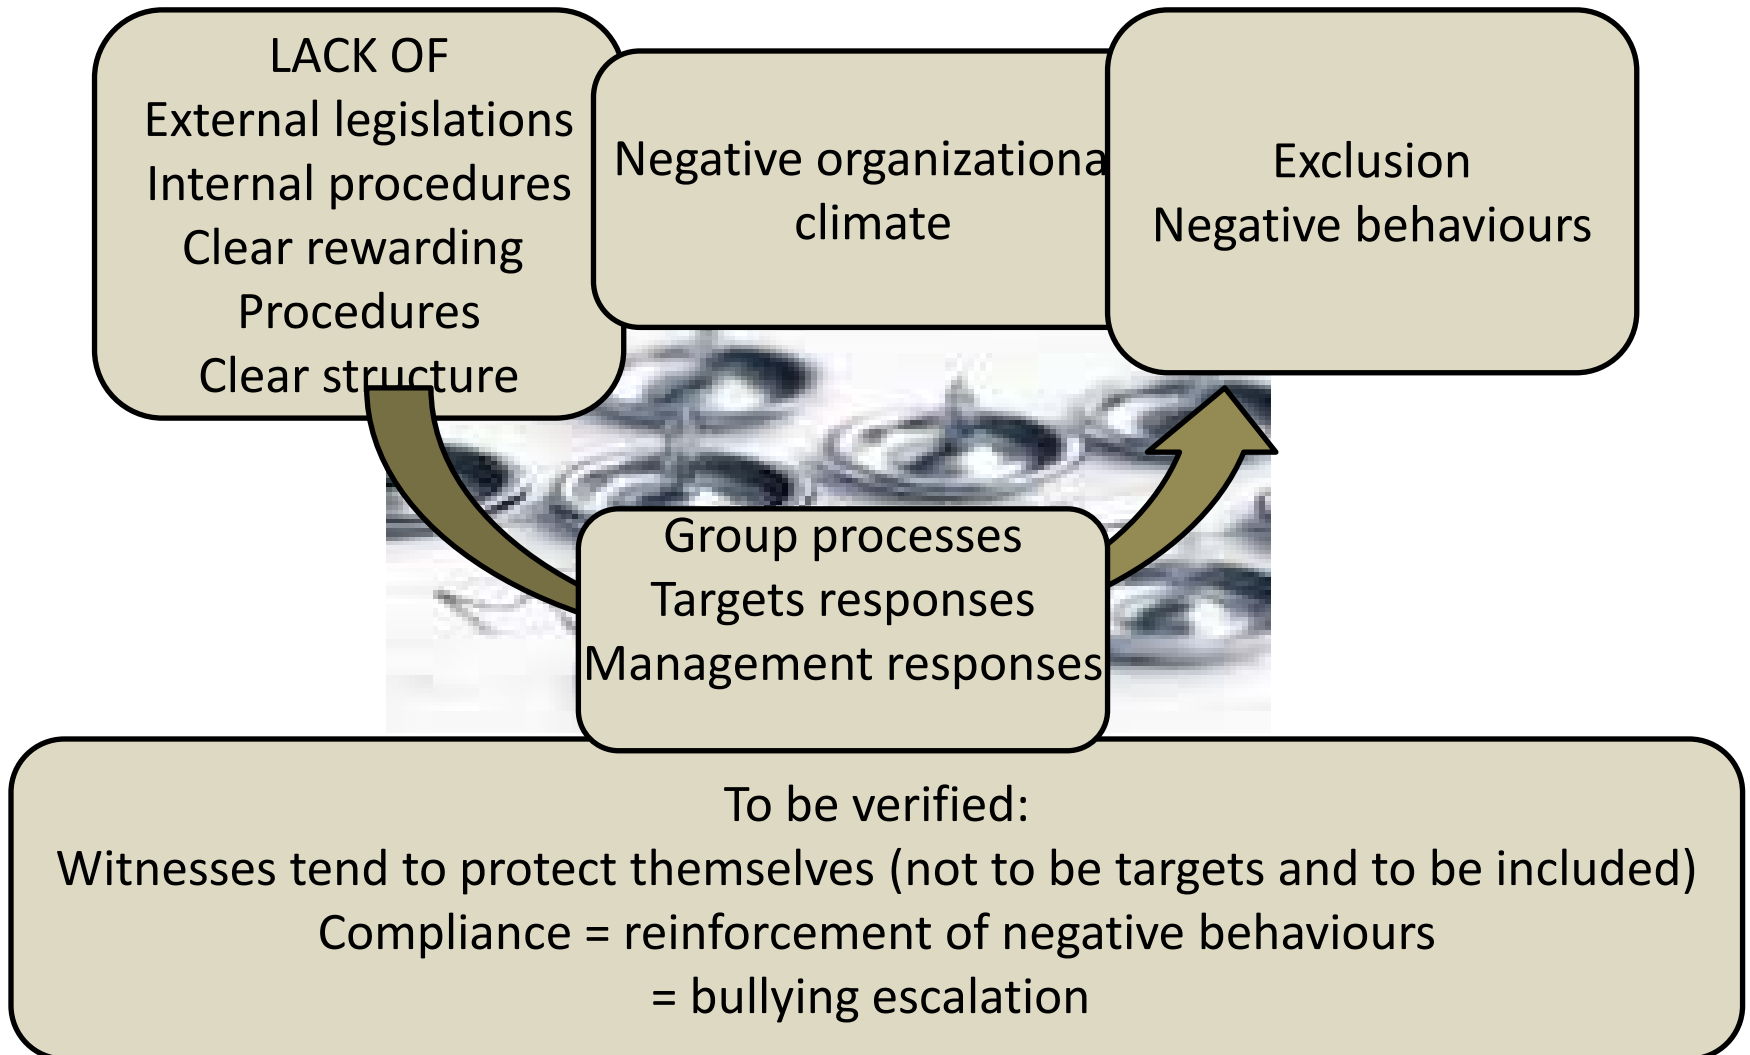 LACK OF
External legislations
Internal procedures
Clear rewarding
Procedures
Clear structure
Negative organizationa
climate
Exclusion
Negative behaviours
Group processes
Targets responses
Management responses
To be verified:
Witnesses tend to protect themselves (not to be targets and to be included)
Compliance = reinforcement of negative behaviours
= bullying escalation